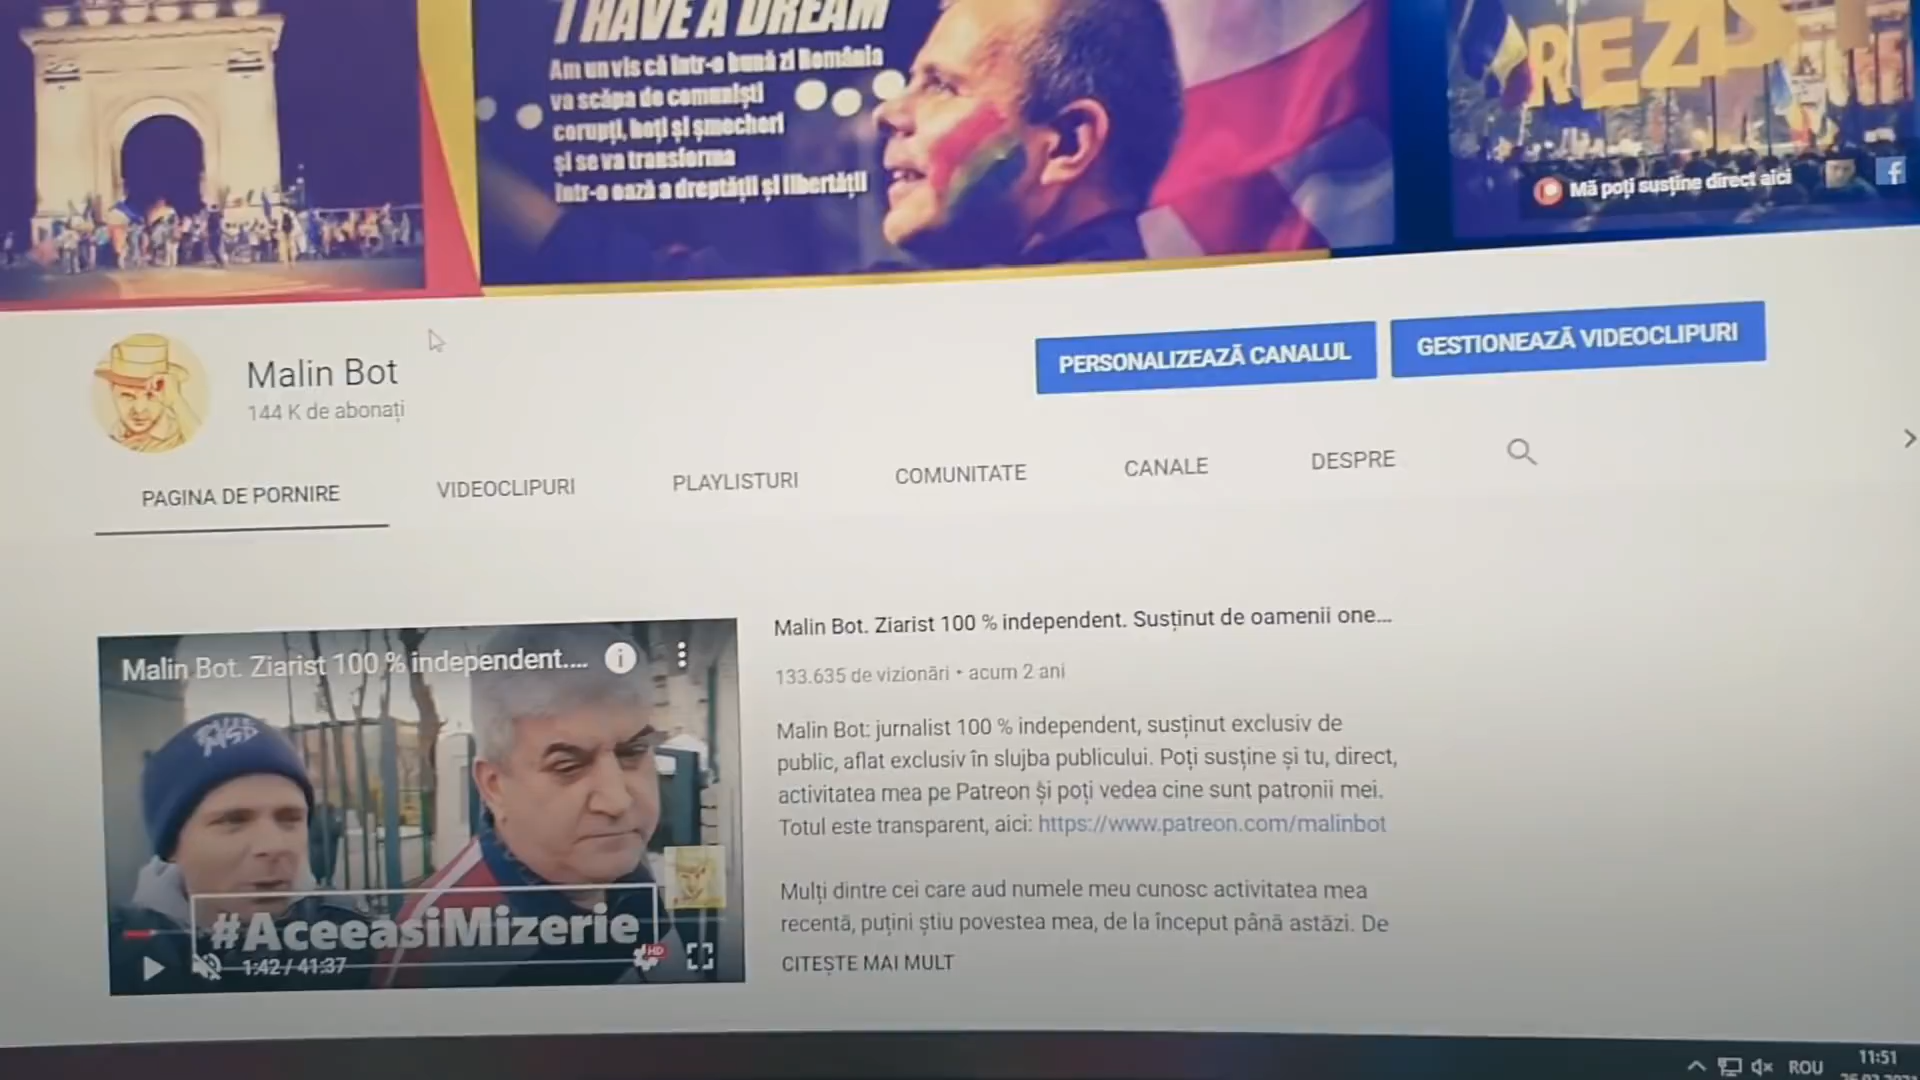 I HAVE A DREAM
Am un vis că într-o bună zi România
va scăpa de comuniști
corupți, hoți și șmecheri
și se va transforma
într-o oază a dreptății și libertății
REZIST
Mă poți susține direct aici
f
Malin Bot
144 K de abonați
PERSONALIZEAZĂ CANALUL
GESTIONEAZĂ VIDEOCLIPURI
PAGINA DE PORNIRE
VIDEOCLIPURI
PLAYLISTURI
COMUNITATE
CANALE
DESPRE
Malin Bot. Ziarist 100 % independent....
#AceeasiMizerie
1:42 / 41:37
HD
Malin Bot. Ziarist 100 % independent. Susținut de oamenii one...
133.635 de vizionări • acum 2 ani
Malin Bot: jurnalist 100 % independent, susținut exclusiv de
public, aflat exclusiv în slujba publicului. Poți susține și tu, direct,
activitatea mea pe Patreon și poți vedea cine sunt patronii mei.
Totul este transparent, aici: https://www.patreon.com/malinbot
Mulți dintre cei care aud numele meu cunosc activitatea mea
recentă, puțini știu povestea mea, de la început până astăzi. De
CITEȘTE MAI MULT
ROU
11:51